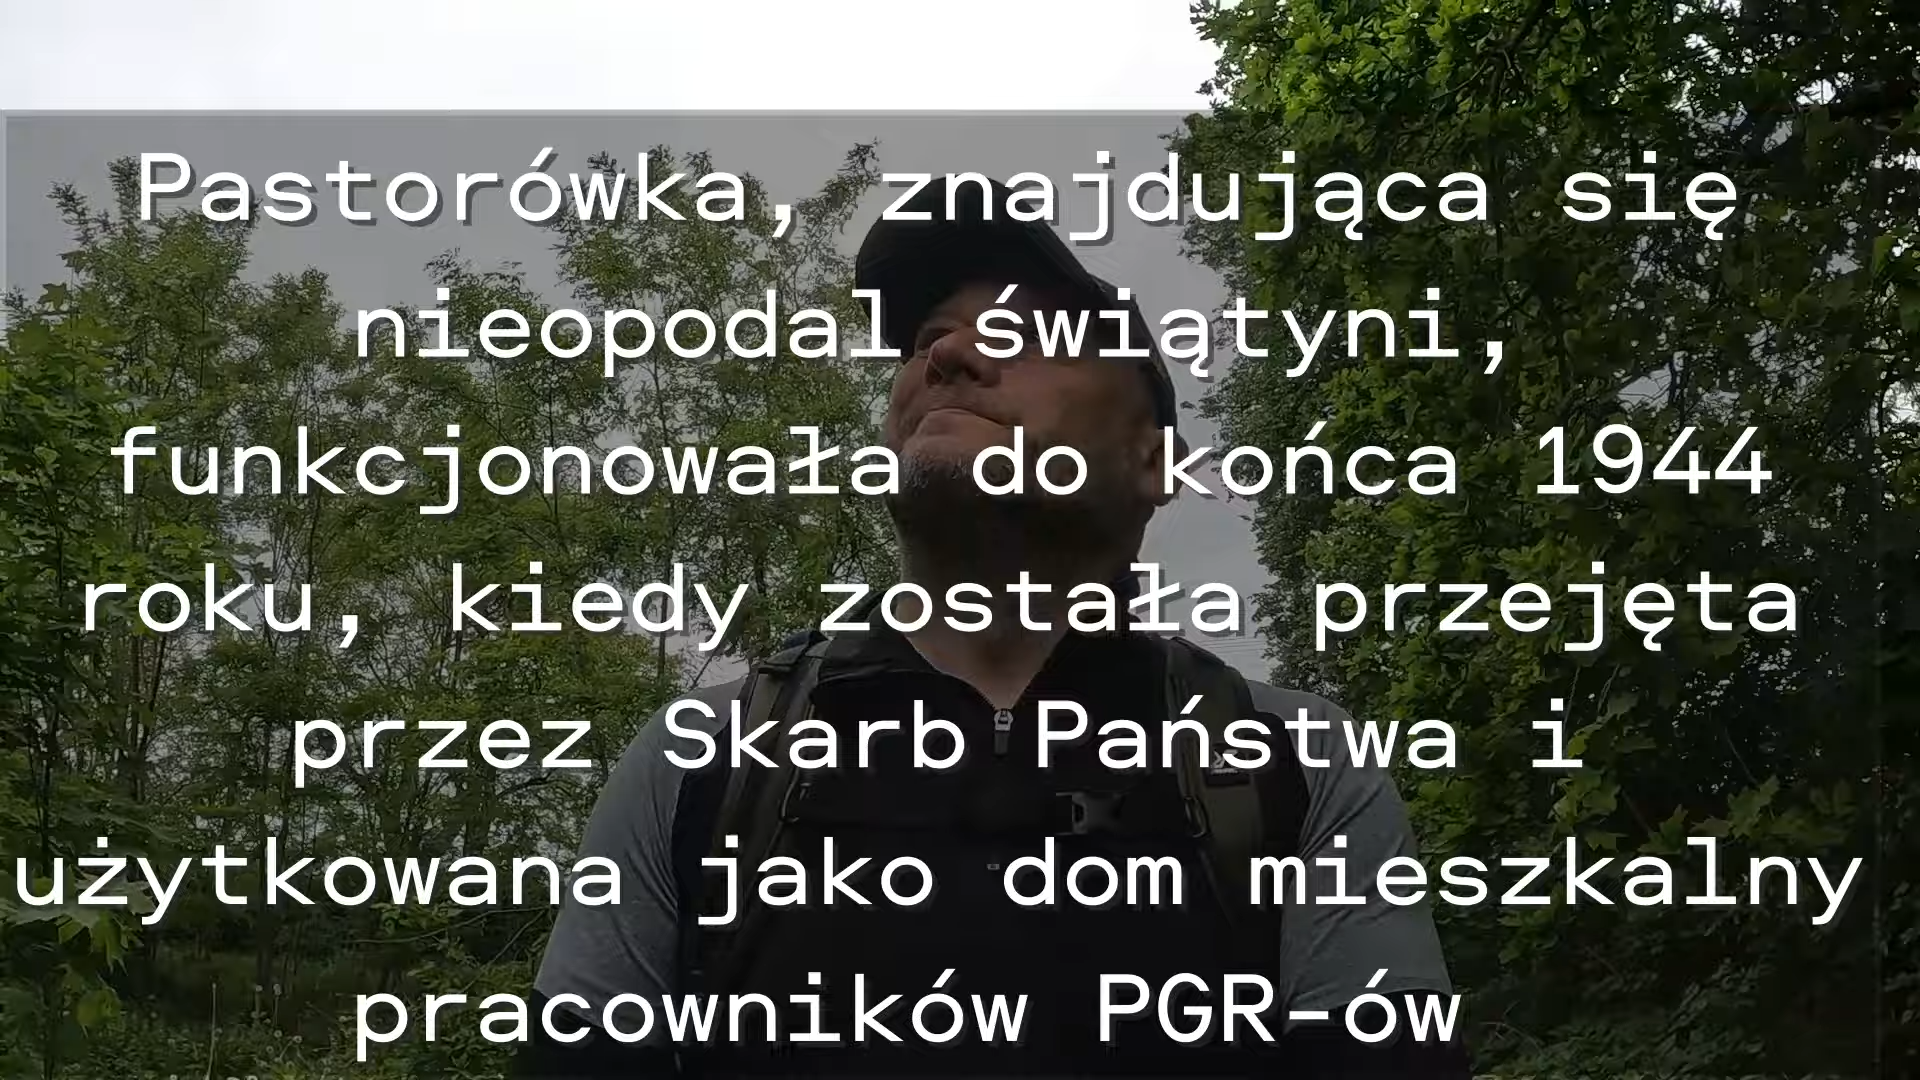 Pastorówka, znajdująca się
nieopodal świątyni,
funkcjonowała do końca 1944
roku, kiedy została przejęta
przez Skarb Państwa i
użytkowana jako dom mieszkalny
pracowników PGR-ów